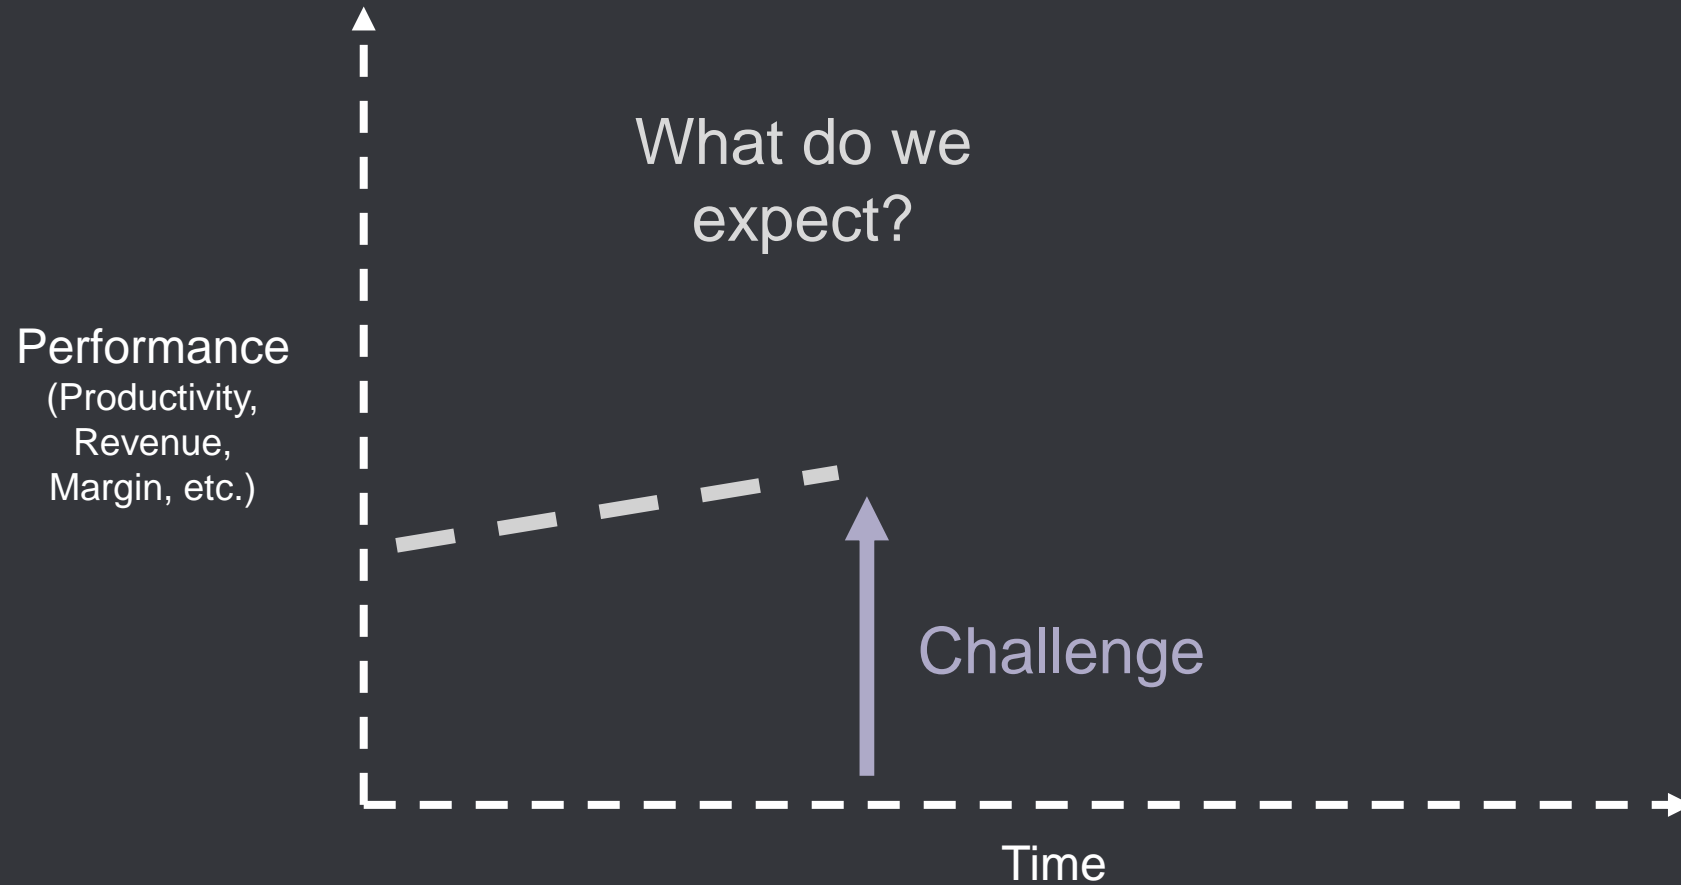 What do we
expect?
Performance
(Productivity,
Revenue,
Margin, etc.)
Challenge
Time